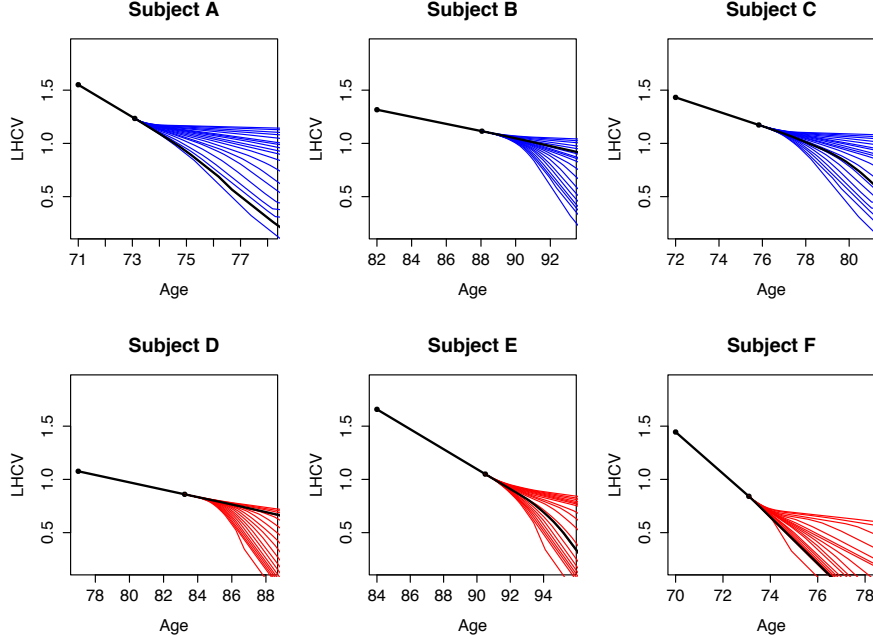 Subject A
LHCV
0.5 1.0 1.5
71 73 75 77
Age
Subject B
LHCV
0.5 1.0 1.5
82 84 86 88 90 92
Age
Subject C
LHCV
0.5 1.0 1.5
72 74 76 78 80
Age
Subject D
LHCV
0.5 1.0 1.5
78 80 82 84 86 88
Age
Subject E
LHCV
0.5 1.0 1.5
84 86 88 90 92 94
Age
Subject F
LHCV
0.5 1.0 1.5
70 72 74 76 78
Age